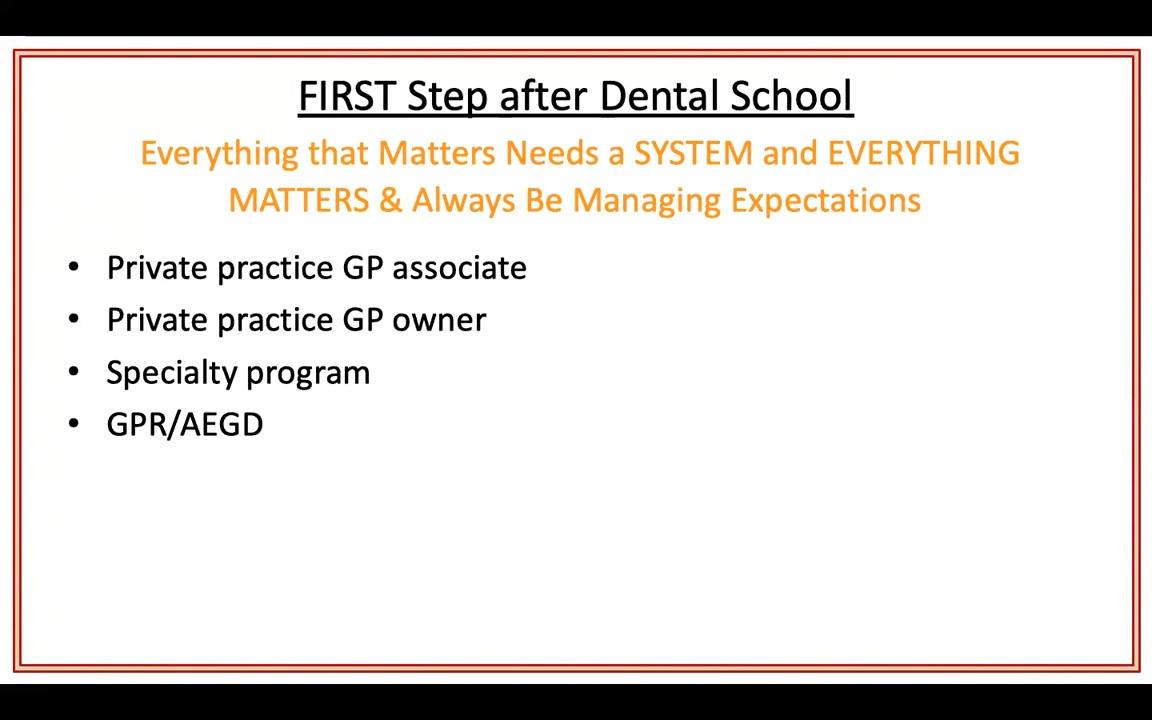 FIRST Step after Dental School
Everything that Matters Needs a SYSTEM and EVERYTHING
MATTERS & Always Be Managing Expectations
• Private practice GP associate
• Private practice GP owner
• Specialty program
• GPR/AEGD